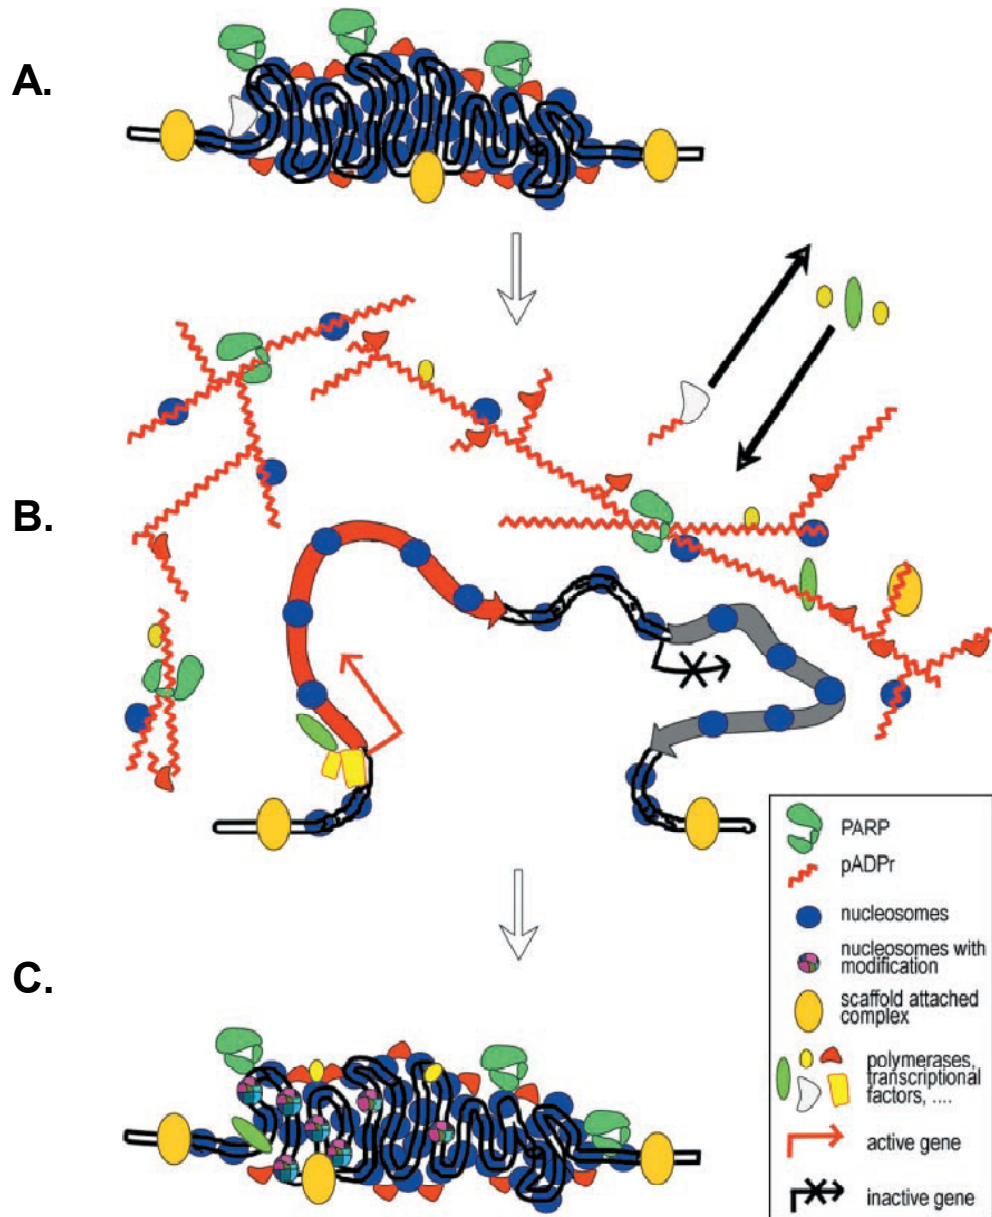 A.
B.
C.
PARP
pADPr
nucleosomes
nucleosomes with
modification
scaffold attached
complex
polymerases,
transcriptional
factors, ....
active gene
inactive gene